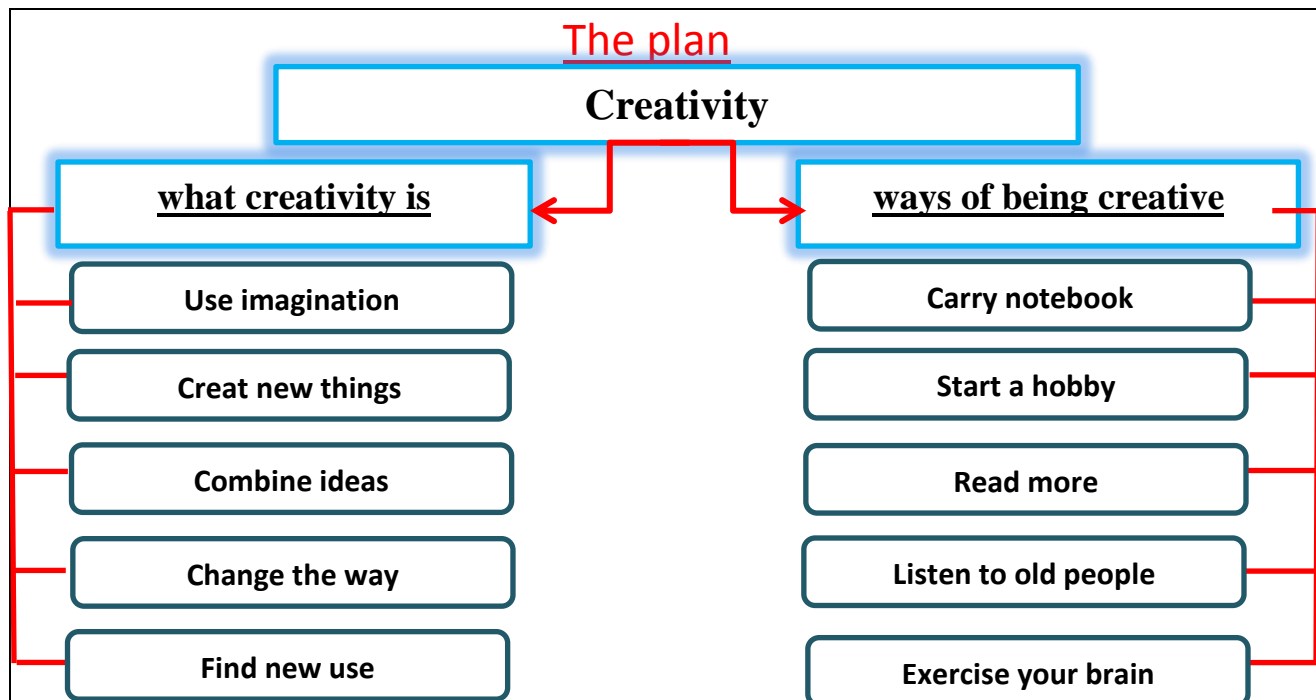 The plan
Creativity
what creativity is
Use imagination
Creat new things
Combine ideas
Change the way
Find new use
ways of being creative
Carry notebook
Start a hobby
Read more
Listen to old people
Exercise your brain